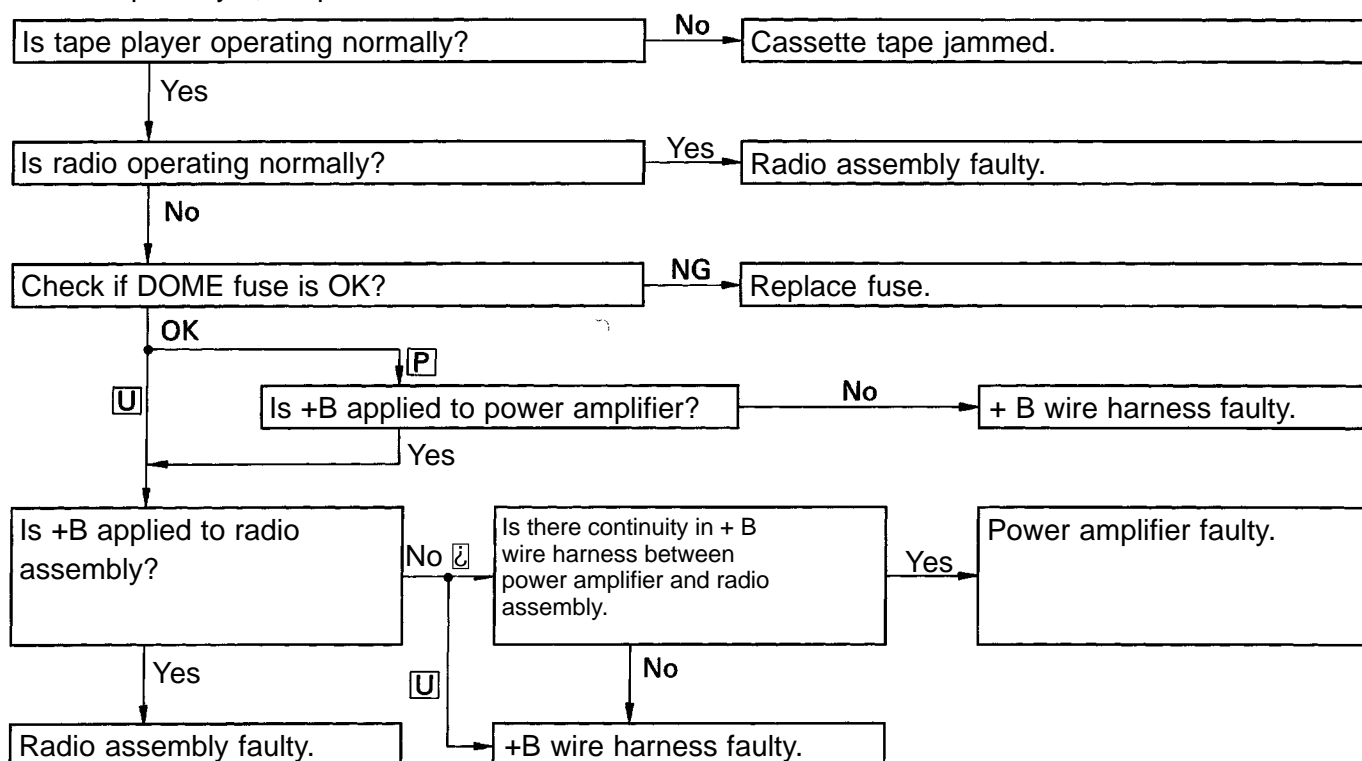 Is tape player operating normally?
No
Cassette tape jammed.
Yes
Is radio operating normally?
Yes
Radio assembly faulty.
No
Check if DOME fuse is OK?
NG
Replace fuse.
OK
P
U
Is +B applied to power amplifier?
No
+ B wire harness faulty.
Yes
Is +B applied to radio
assembly?
No ¿
Is there continuity in + B
wire harness between
power amplifier and radio
assembly.
Yes
Power amplifier faulty.
Yes
U
No
Radio assembly faulty.
+B wire harness faulty.